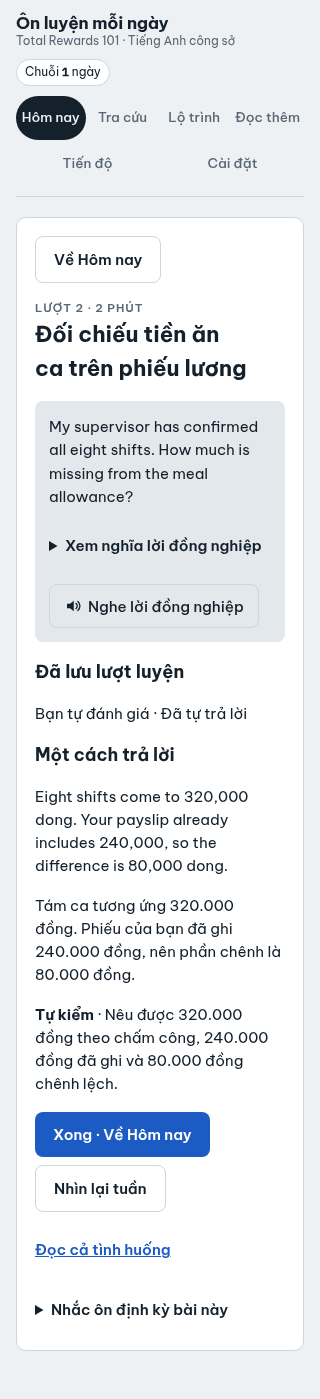 Ôn luyện mỗi ngày
Total Rewards 101 · Tiếng Anh công sở
Chuỗi 1 ngày
Hôm nay
Tra cứu
Lộ trình
Đọc thêm
Tiến độ
Cài đặt
Về Hôm nay
LƯỢT 2 · 2 PHÚT
Đối chiếu tiền ăn
ca trên phiếu lương
My supervisor has confirmed
all eight shifts. How much is
missing from the meal
allowance?
Xem nghĩa lời đồng nghiệp
Nghe lời đồng nghiệp
Đã lưu lượt luyện
Bạn tự đánh giá · Đã tự trả lời
Một cách trả lời
Eight shifts come to 320,000
dong. Your payslip already
includes 240,000, so the
difference is 80,000 dong.
Tám ca tương ứng 320.000
đồng. Phiếu của bạn đã ghi
240.000 đồng, nên phần chênh là
80.000 đồng.
Tự kiểm · Nêu được 320.000
đồng theo chấm công, 240.000
đồng đã ghi và 80.000 đồng
chênh lệch.
Xong · Về Hôm nay
Nhìn lại tuần
Đọc cả tình huống
Nhắc ôn định kỳ bài này